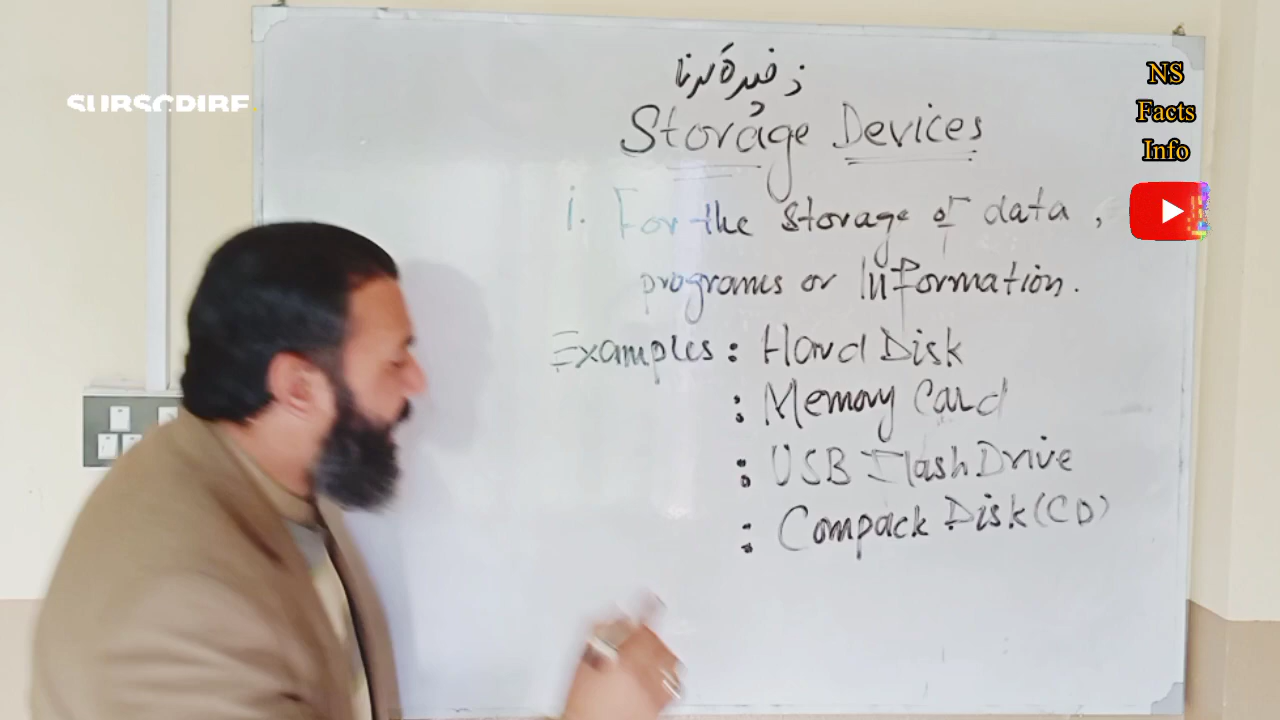 SUBSCRIBE
ذخیرہ کرنا
Storage Devices
i. For the storage of data,
programs or Information.
Examples : Hard Disk
: Memory Card
: USB Flash Drive
: Compack Disk (CD)
NS
Facts
Info